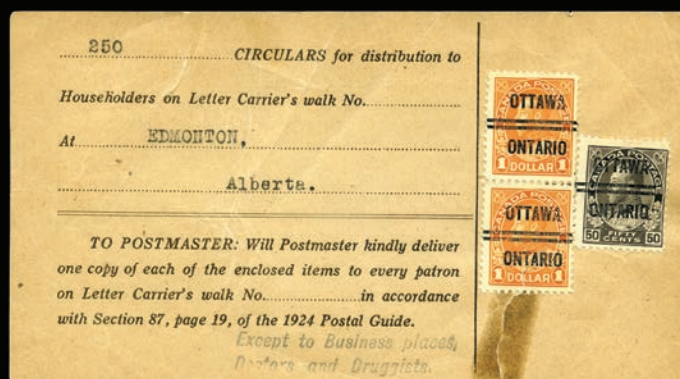 250 CIRCULARS for distribution to
Householders on Letter Carrier's walk No.
At EDMONTON,
Alberta.
TO POSTMASTER: Will Postmaster kindly deliver
one copy of each of the enclosed items to every patron
on Letter Carrier's walk No. in accordance
with Section 87, page 19, of the 1924 Postal Guide.
Except to Business places,
Doctors and Druggists.
OTTAWA
ONTARIO
1 DOLLAR 1
OTTAWA
ONTARIO
1 DOLLAR 1
CANADA POSTAGE
OTTAWA
ONTARIO
50 FIFTY CENTS 50